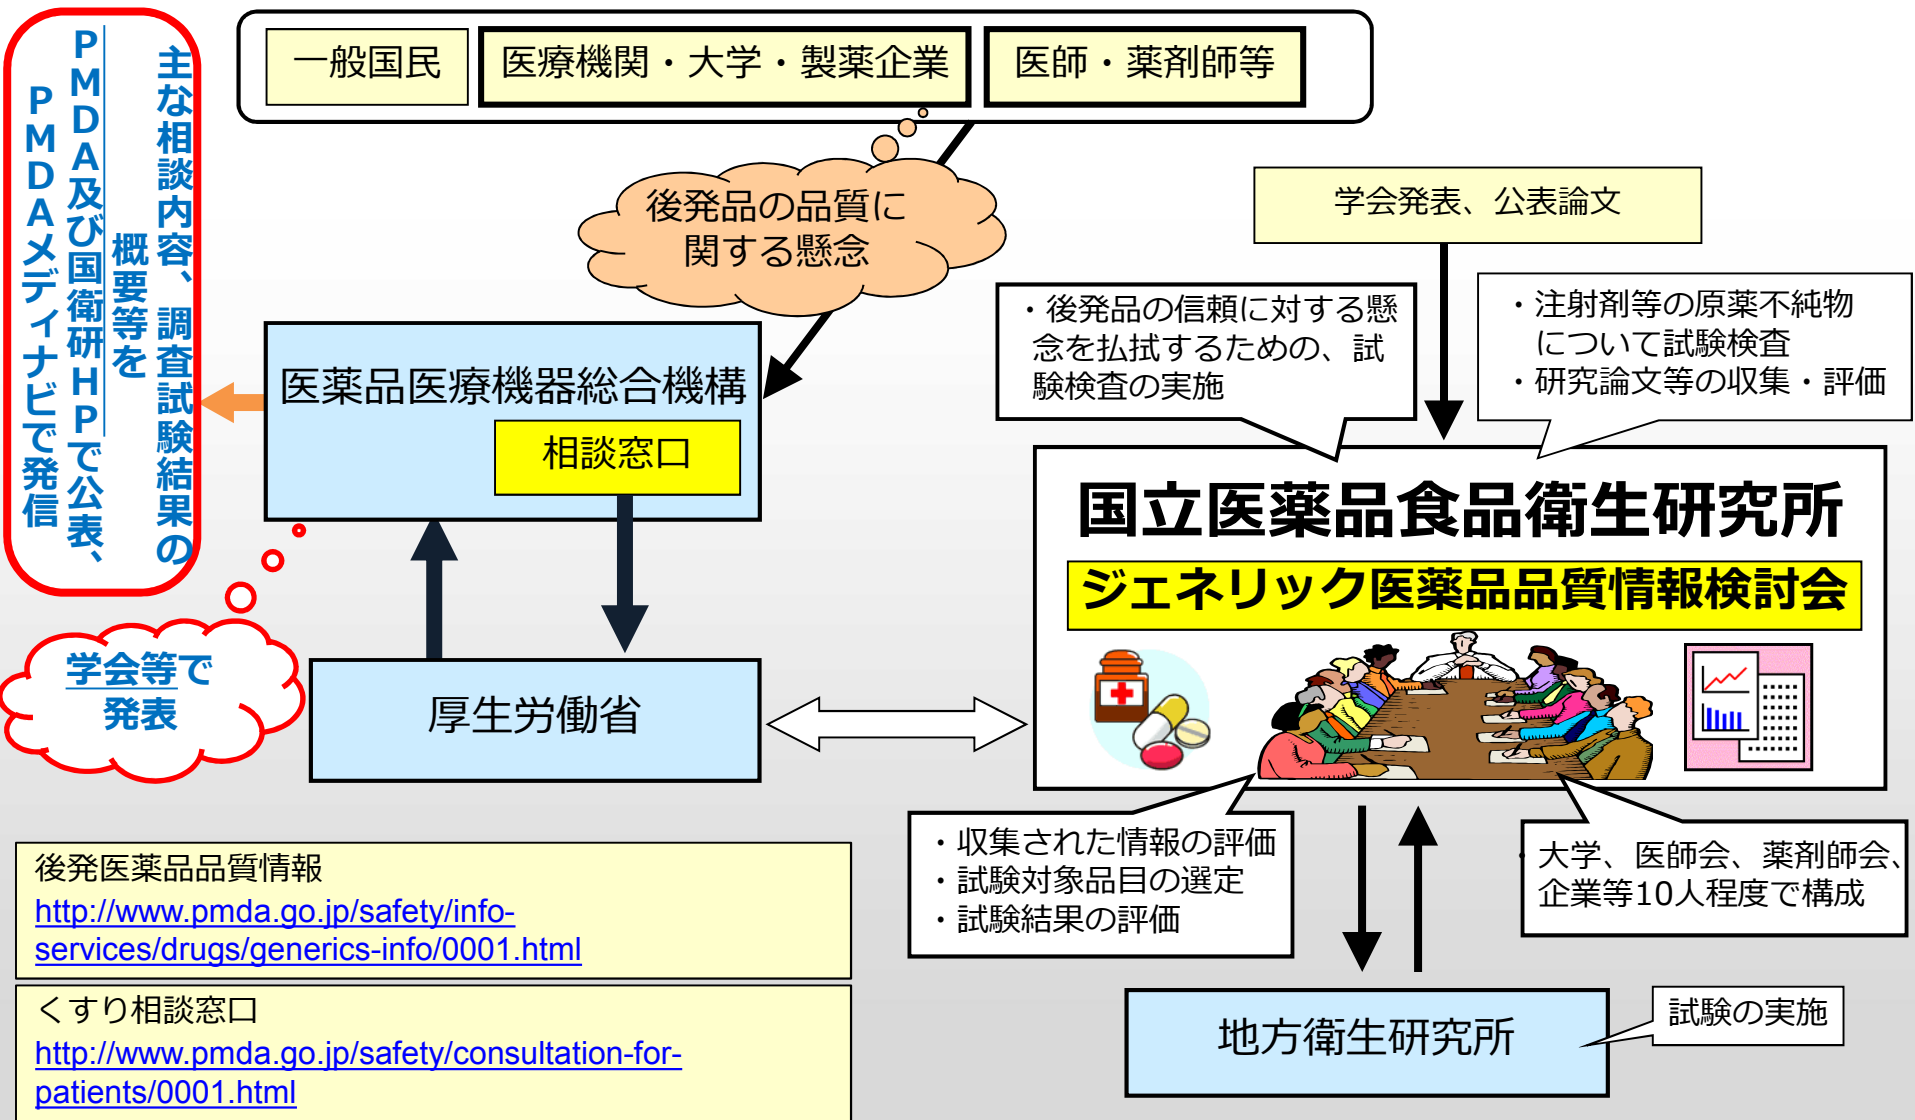 主な相談内容、調査試験結果の
概要等を
PMDA及び国衛研HPで公表、
PMDAメディナビで発信
一般国民
医療機関・大学・製薬企業
医師・薬剤師等
後発品の品質に
関する懸念
学会発表、公表論文
・後発品の信頼に対する懸
念を払拭するための、試
験検査の実施
・注射剤等の原薬不純物
について試験検査
・研究論文等の収集・評価
医薬品医療機器総合機構
相談窓口
国立医薬品食品衛生研究所
ジェネリック医薬品品質情報検討会
学会等で
発表
厚生労働省
・収集された情報の評価
・試験対象品目の選定
・試験結果の評価
・大学、医師会、薬剤師会、
企業等10人程度で構成
後発医薬品品質情報
http://www.pmda.go.jp/safety/info-
services/drugs/generics-info/0001.html
くすり相談窓口
http://www.pmda.go.jp/safety/consultation-for-
patients/0001.html
地方衛生研究所
試験の実施